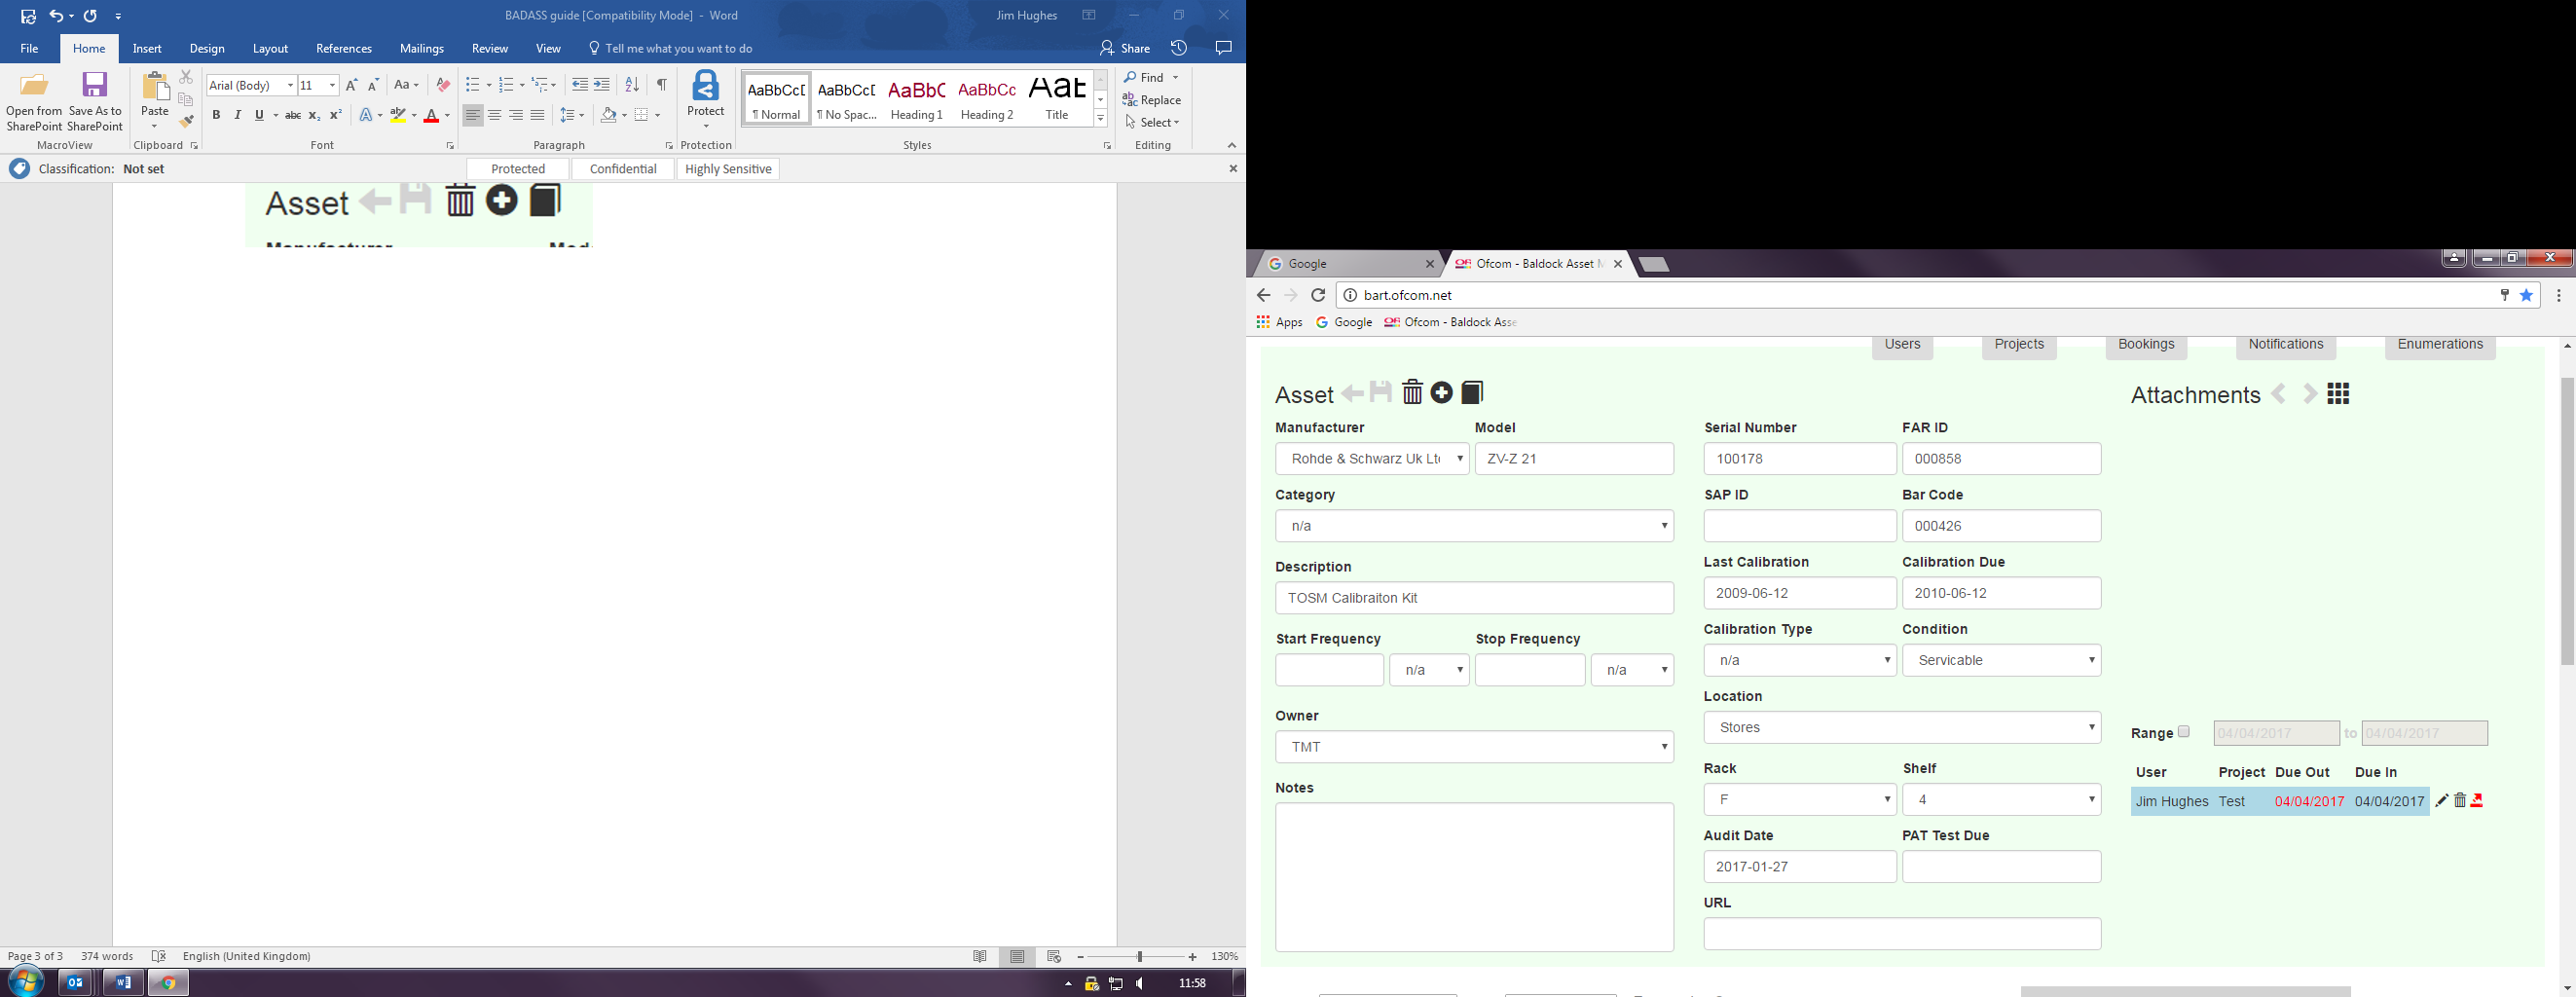 BADASS guide [Compatibility Mode] - Word
Jim Hughes
File Home Insert Design Layout References Mailings Review View Tell me what you want to do
Share
Open from SharePoint
Save As to SharePoint
MacroView
Paste
Clipboard
Arial (Body) 11
Aa
B I U abc x₂ x² A aby A
Font
Paragraph
Protect
Protection
AaBbCcD AaBbCcD AaBbC AaBbCc AaB
¶ Normal ¶ No Spac... Heading 1 Heading 2 Title
Styles
Find
Replace
Select
Editing
Classification: Not set
Protected Confidential Highly Sensitive
Asset
Manufacturer Mod
Page 3 of 3 374 words English (United Kingdom)
130%
11:58
Google
Ofcom - Baldock Asset M
bart.ofcom.net
Apps Google Ofcom - Baldock Asse
Users Projects Bookings Notifications Enumerations
Asset
Manufacturer Model
Rohde & Schwarz Uk Ltd ZV-Z 21
Category
n/a
Description
TOSM Calibraiton Kit
Start Frequency Stop Frequency
n/a n/a
Owner
TMT
Notes
Serial Number FAR ID
100178 000858
SAP ID Bar Code
000426
Last Calibration Calibration Due
2009-06-12 2010-06-12
Calibration Type Condition
n/a Servicable
Location
Stores
Rack Shelf
F 4
Audit Date PAT Test Due
2017-01-27
URL
Attachments
Range 04/04/2017 to 04/04/2017
User Project Due Out Due In
Jim Hughes Test 04/04/2017 04/04/2017